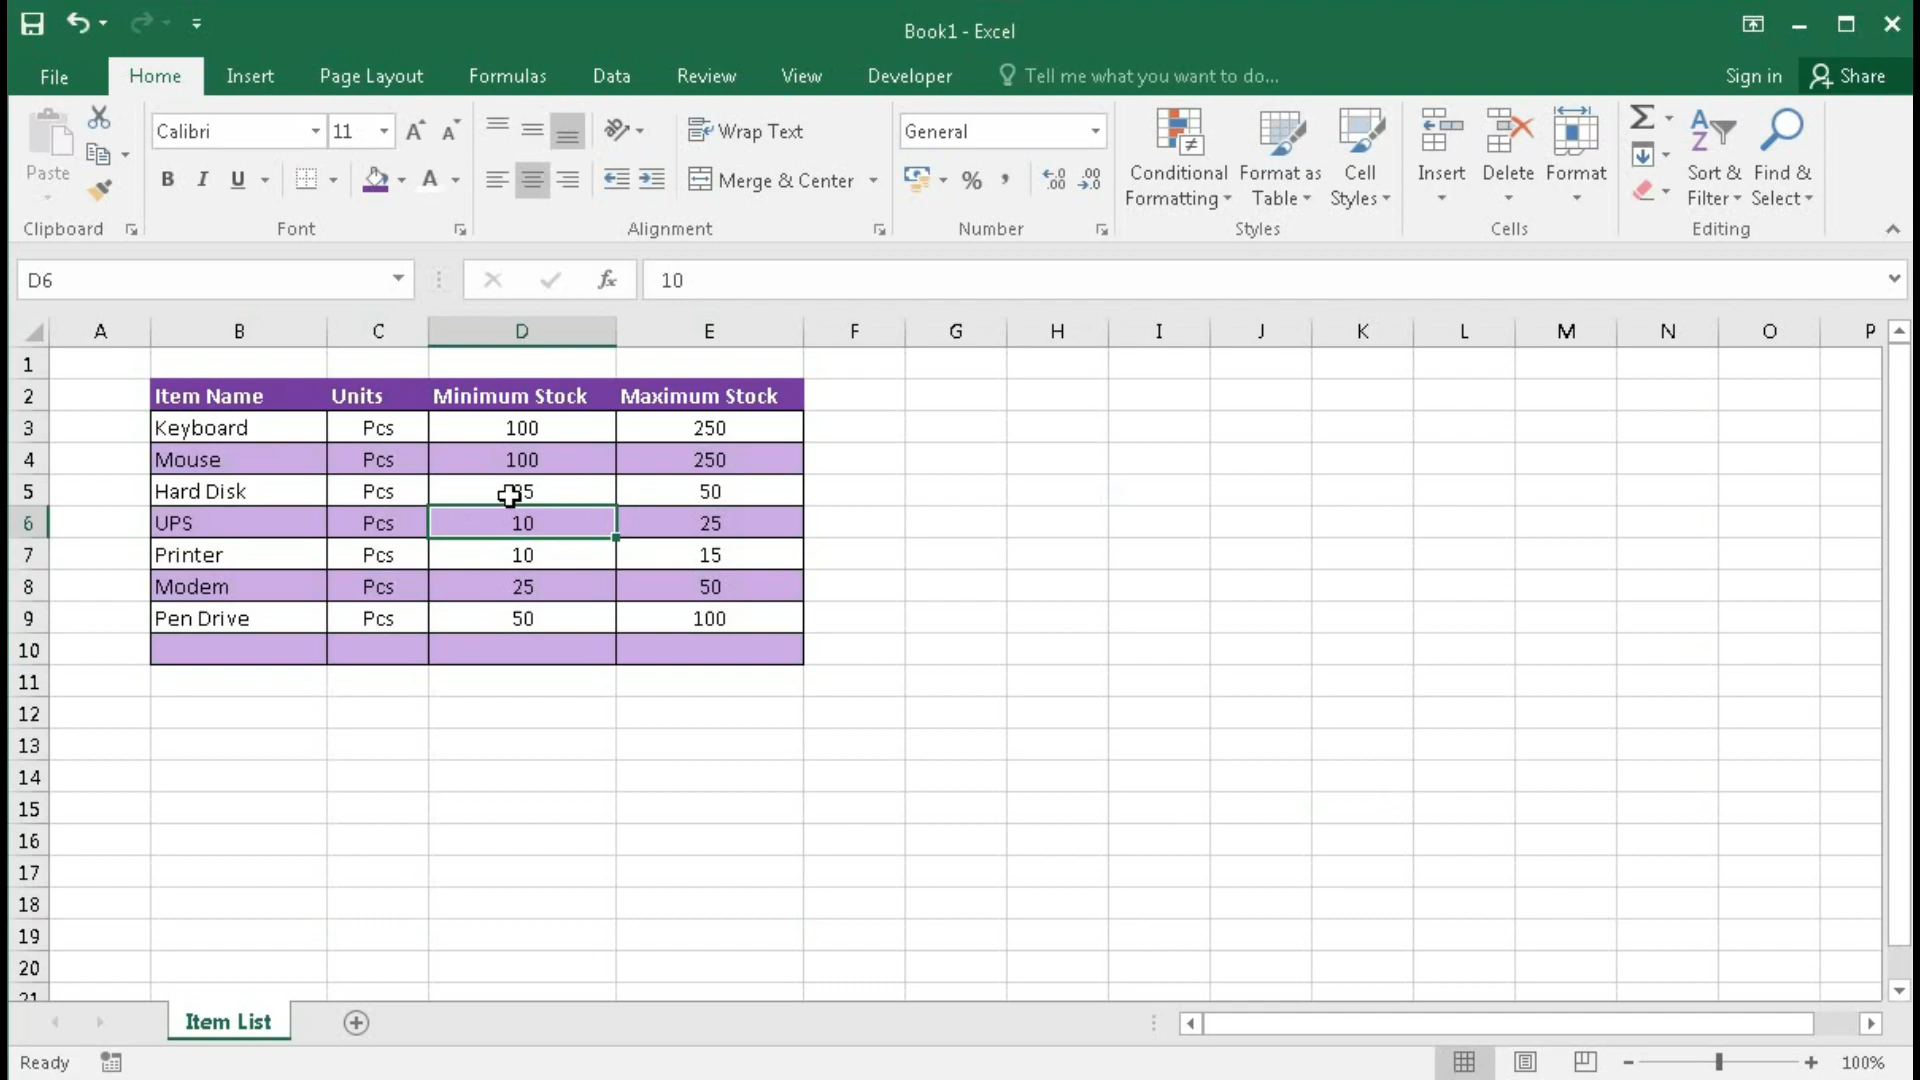 Book1 - Excel
File Home Insert Page Layout Formulas Data Review View Developer Tell me what you want to do... Sign in Share
Paste
Calibri 11
Wrap Text
General
B I U A
Merge & Center
% ,
Conditional Formatting
Format as Table
Cell Styles
Insert Delete Format
Sort & Filter
Find & Select
Clipboard Font Alignment Number Styles Cells Editing
D6 fx 10
A B C D E F G H I J K L M N O P
1
2 Item Name Units Minimum Stock Maximum Stock
3 Keyboard Pcs 100 250
4 Mouse Pcs 100 250
5 Hard Disk Pcs 50
6 UPS Pcs 10 25
7 Printer Pcs 10 15
8 Modem Pcs 25 50
9 Pen Drive Pcs 50 100
10
11
12
13
14
15
16
17
18
19
20
21
Item List
Ready 100%